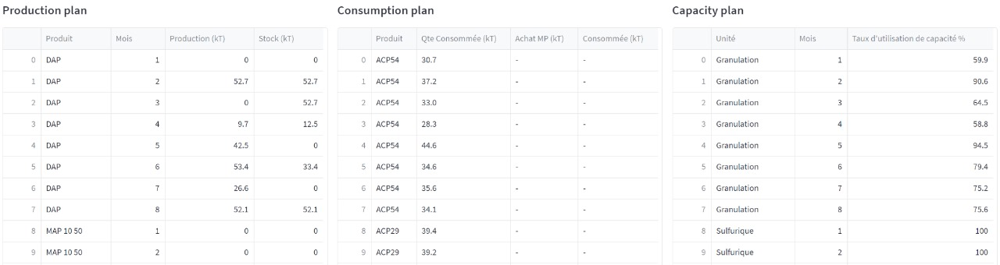 Production plan Consumption plan Capacity plan
Produit Mois Production (kT) Stock (kT) Produit Qte Consommée (kT) Achat MP (kT) Consommée (kT) Unité Mois Taux d'utilisation de capacité %
0 DAP 1 0 0 0 ACP54 30.7 - - 0 Granulation 1 59.9
1 DAP 2 52.7 52.7 1 ACP54 37.2 - - 1 Granulation 2 90.6
2 DAP 3 0 52.7 2 ACP54 33.0 - - 2 Granulation 3 64.5
3 DAP 4 9.7 12.5 3 ACP54 28.3 - - 3 Granulation 4 58.8
4 DAP 5 42.5 0 4 ACP54 44.6 - - 4 Granulation 5 94.5
5 DAP 6 53.4 33.4 5 ACP54 34.6 - - 5 Granulation 6 79.4
6 DAP 7 26.6 0 6 ACP54 35.6 - - 6 Granulation 7 75.2
7 DAP 8 52.1 52.1 7 ACP54 34.1 - - 7 Granulation 8 75.6
8 MAP 10 50 1 0 0 8 ACP29 39.4 - - 8 Sulfurique 1 100
9 MAP 10 50 2 0 0 9 ACP29 39.2 - - 9 Sulfurique 2 100